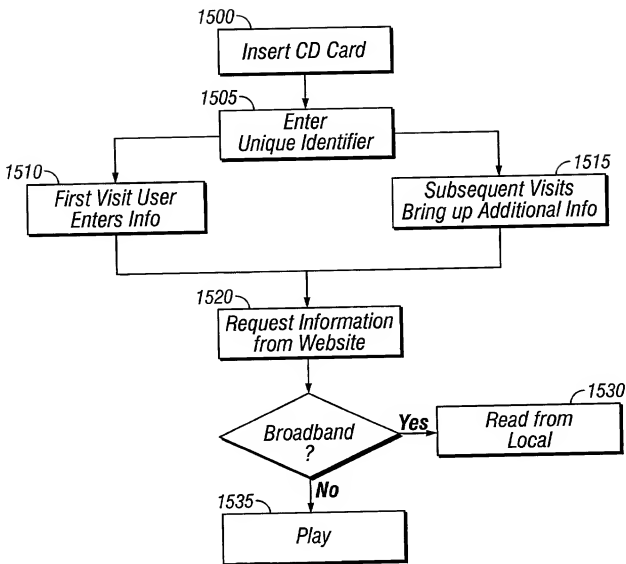 1500
Insert CD Card
1505
Enter
Unique Identifier
1510
First Visit User
Enters Info
1515
Subsequent Visits
Bring up Additional Info
1520
Request Information
from Website
Broadband
?
Yes
1530
Read from
Local
No
1535
Play